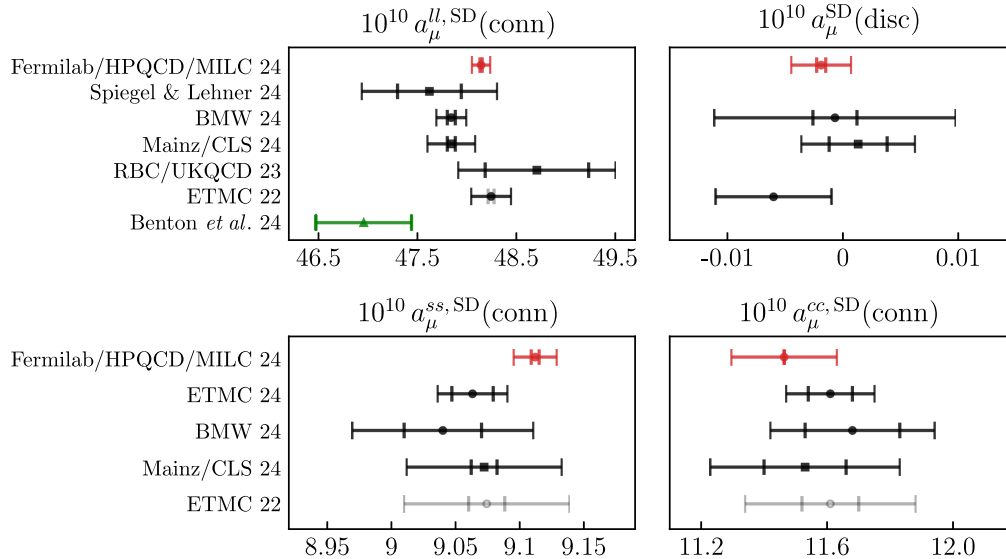 10^{10} a_μ^{ll, SD}(conn)
10^{10} a_μ^{SD}(disc)
Fermilab/HPQCD/MILC 24
Spiegel & Lehner 24
BMW 24
Mainz/CLS 24
RBC/UKQCD 23
ETMC 22
Benton et al. 24
46.5 47.5 48.5 49.5
-0.01 0 0.01
10^{10} a_μ^{ss, SD}(conn)
10^{10} a_μ^{cc, SD}(conn)
Fermilab/HPQCD/MILC 24
ETMC 24
BMW 24
Mainz/CLS 24
ETMC 22
8.95 9 9.05 9.1 9.15
11.2 11.6 12.0